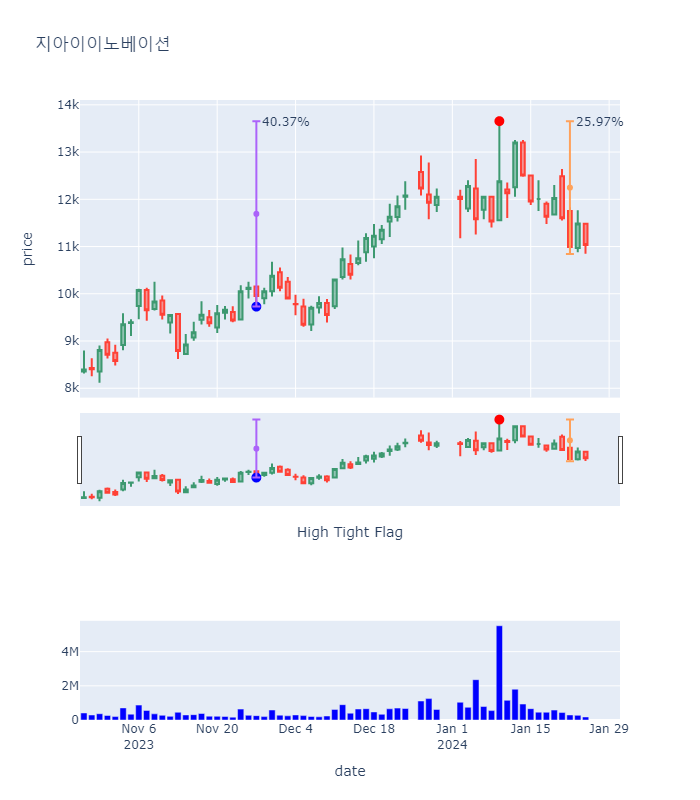 지아이이노베이션
14k
13k
12k
11k
10k
9k
8k
price
40.37%
25.97%
High Tight Flag
4M
2M
0
Nov 6
2023
Nov 20
Dec 4
Dec 18
Jan 1
2024
Jan 15
Jan 29
date